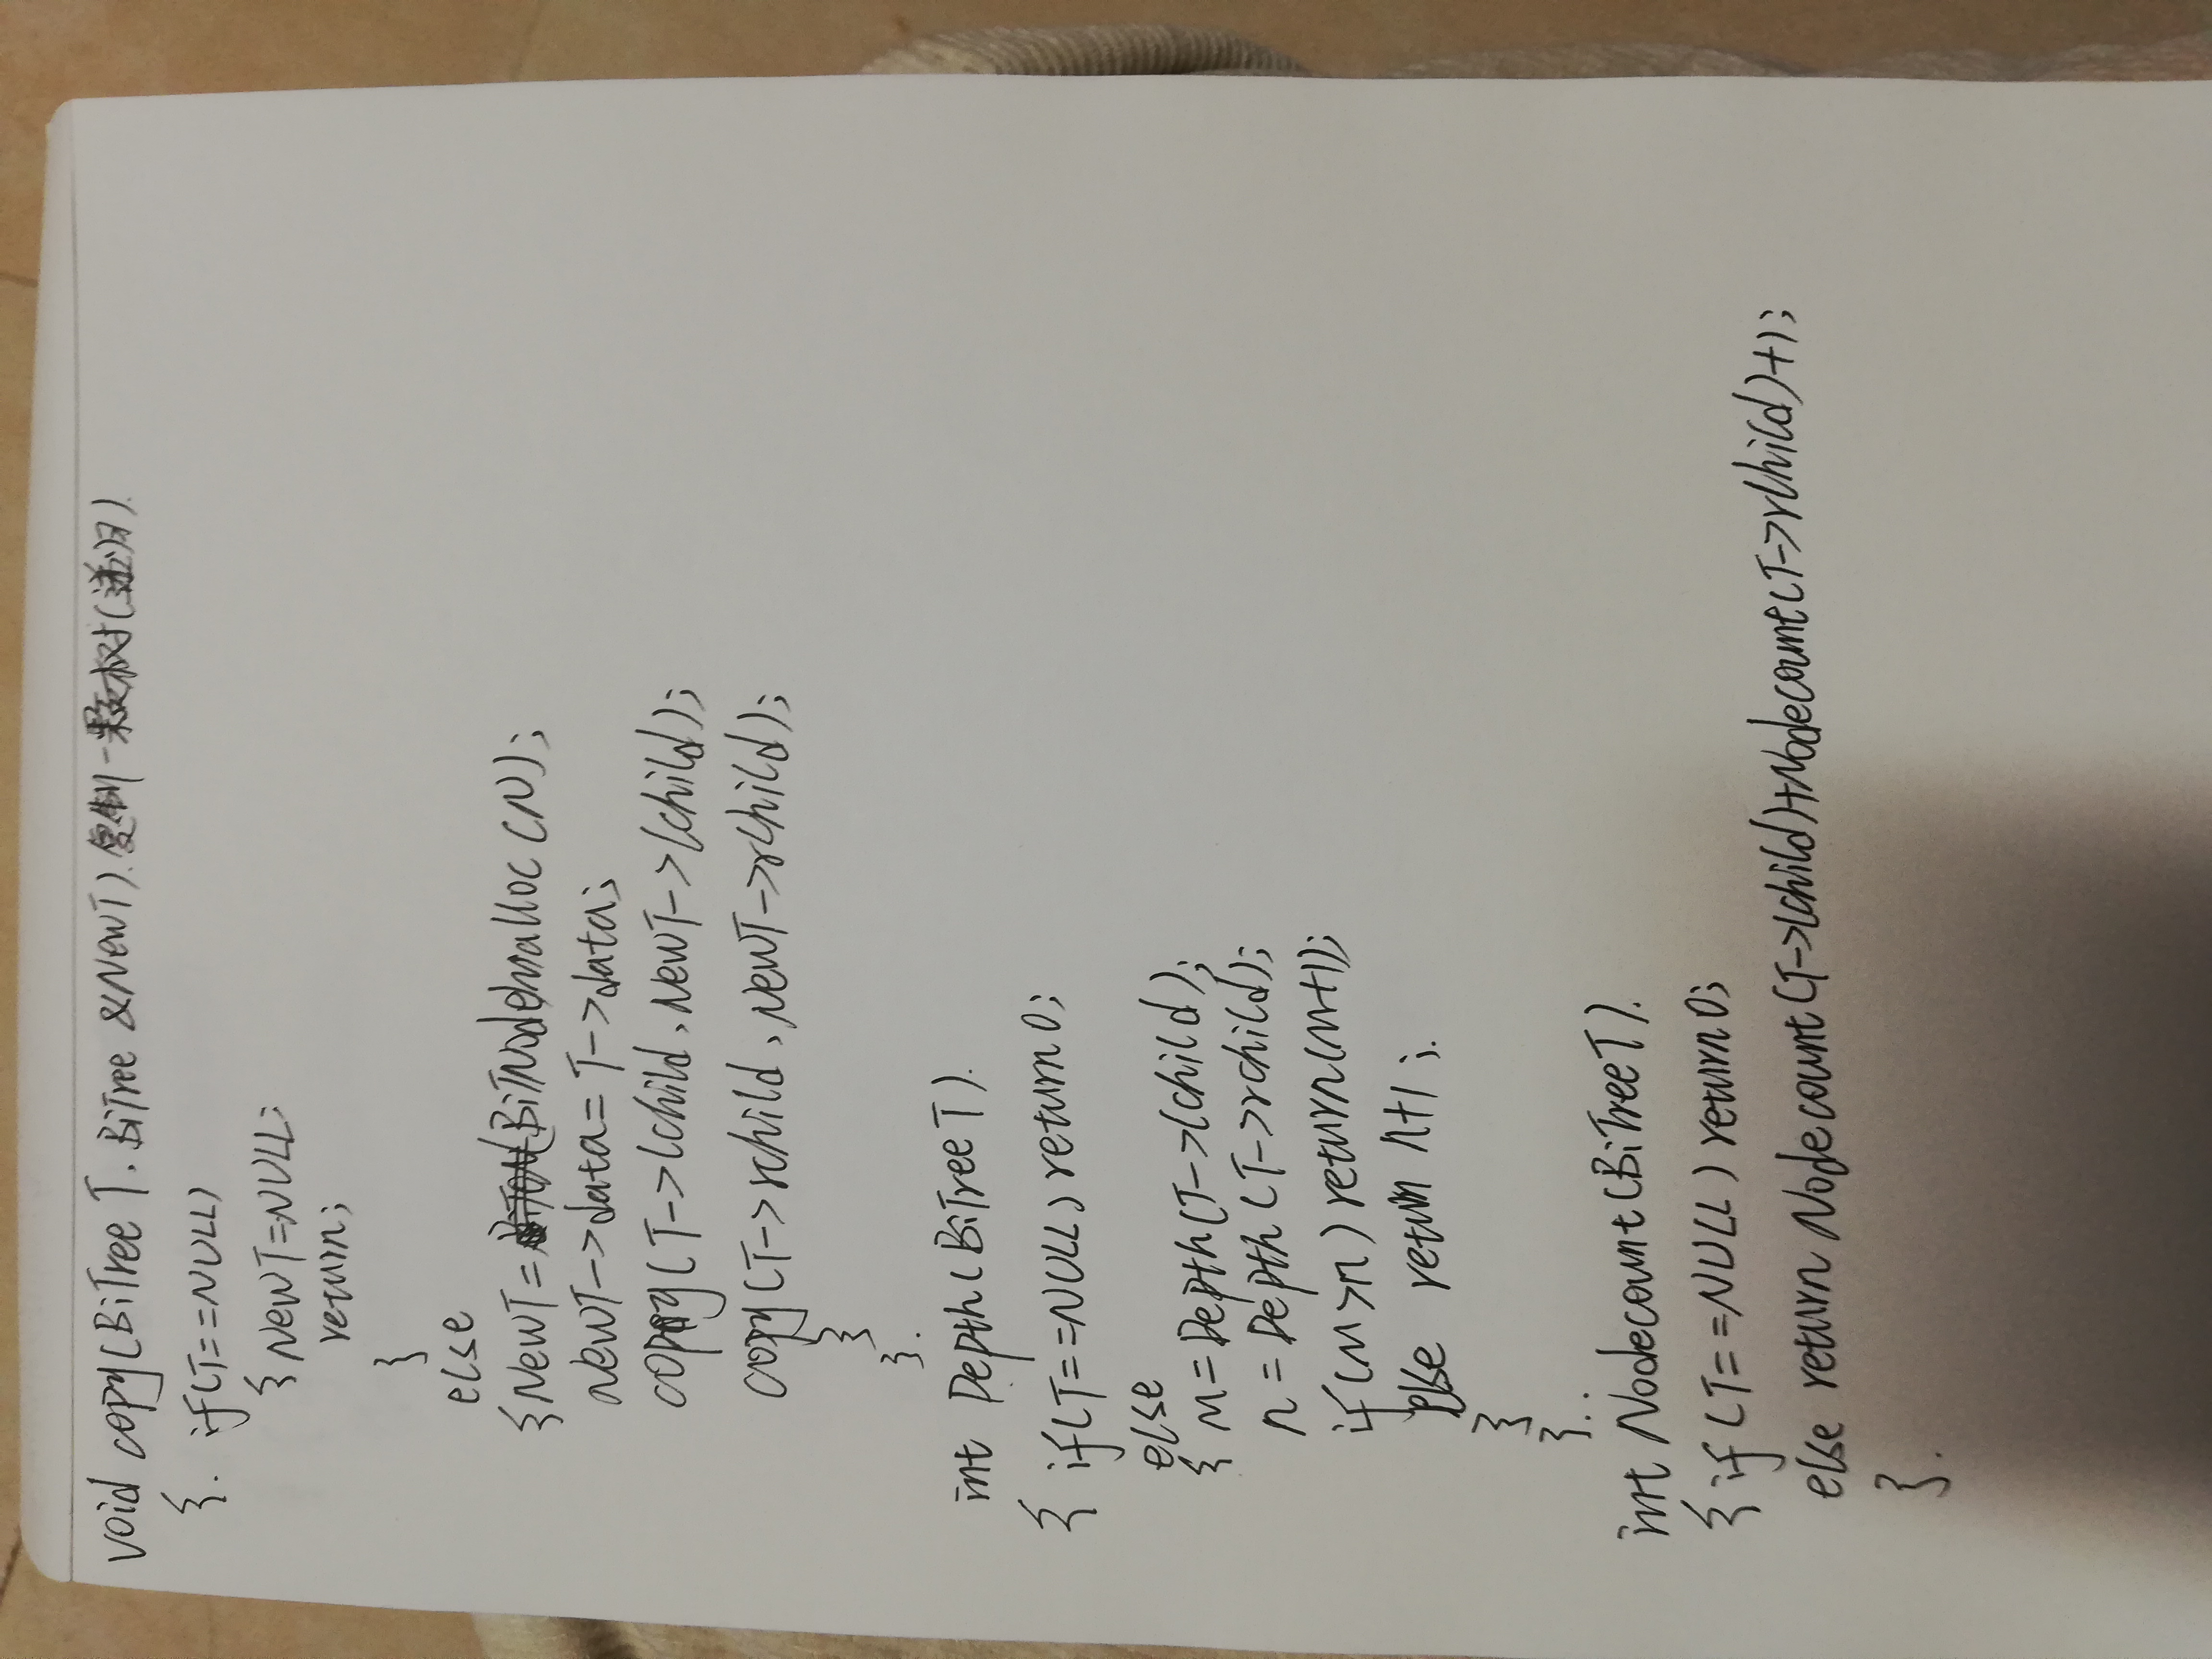 void copy(BiTree T, BiTree &NewT).复制一颗树(递归).
{. if(T==NULL)
{ NewT=NULL;
return;
}
else
{NewT=(BiTNode)malloc(N);
NewT->data=T->data;
copy(T->lchild,NewT->lchild);
copy(T->rchild,NewT->rchild);
}
}.
int Depth(BiTree T).
{ if(T==NULL)return 0;
else
{ m=Depth(T->lchild);
n=Depth(T->rchild);
if(m>n)return(m+1);
else return n+1;
}
}.
int Nodecount(BiTree T).
{ if(T==NULL)return 0;
else return Nodecount(T->lchild)+Nodecount(T->rchild)+1;
}.